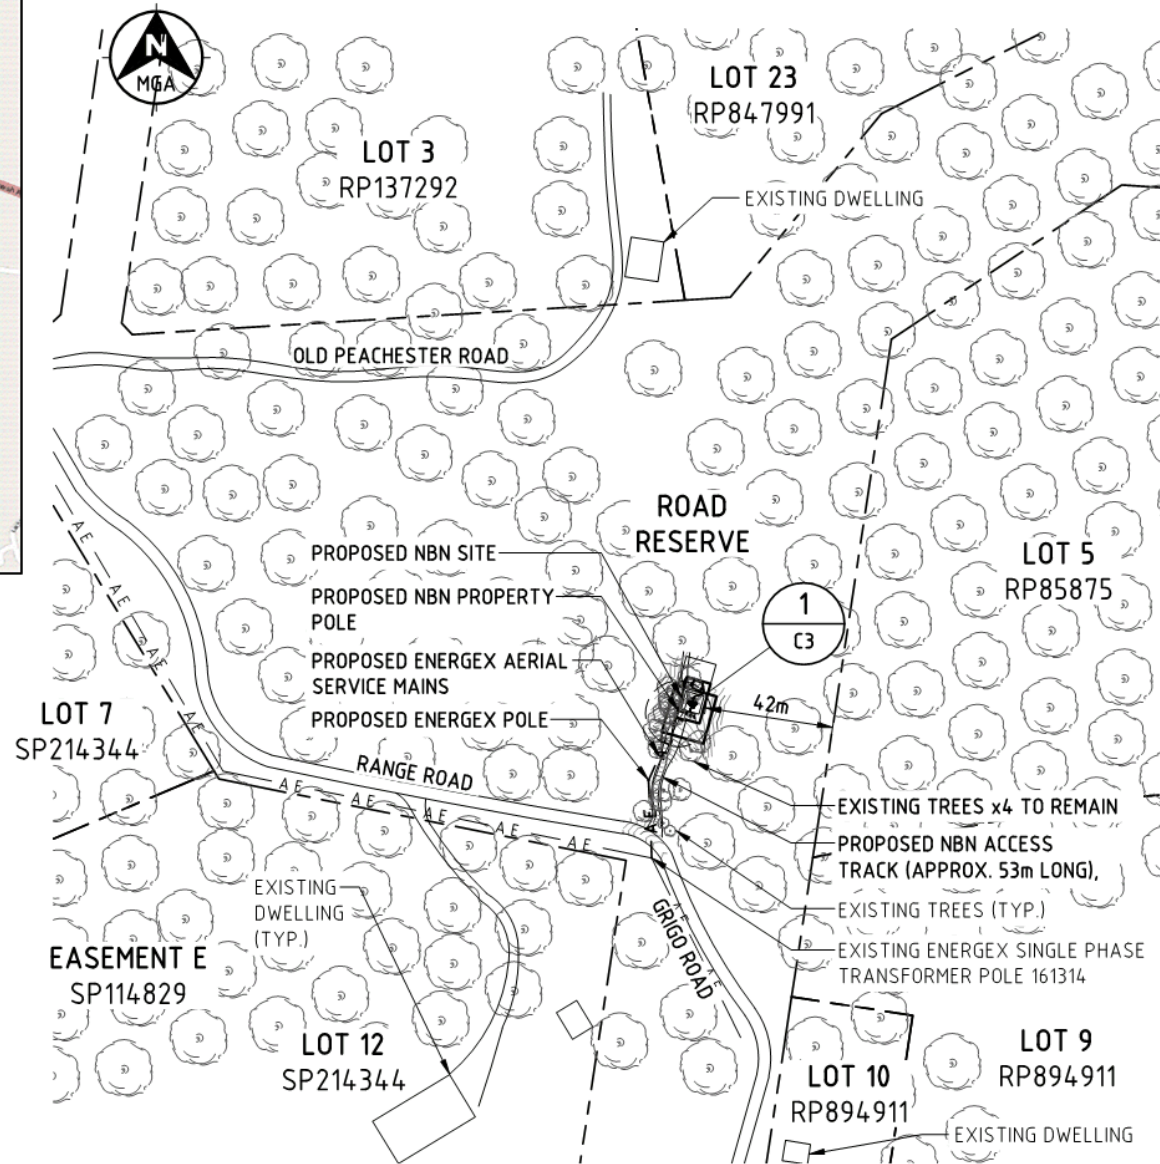 N
MGA
LOT 23
RP847991
LOT 3
RP137292
EXISTING DWELLING
OLD PEACHESTER ROAD
ROAD
RESERVE
PROPOSED NBN SITE
LOT 5
RP85875
PROPOSED NBN PROPERTY
POLE
1
C3
PROPOSED ENERGEX AERIAL
SERVICE MAINS
42m
LOT 7
SP214344
PROPOSED ENERGEX POLE
A E
A E
A E
A E
RANGE ROAD
A E
A E
A E
A E
A E
A E
EXISTING TREES x4 TO REMAIN
PROPOSED NBN ACCESS
TRACK (APPROX. 53m LONG),
EXISTING
DWELLING
(TYP.)
EXISTING TREES (TYP.)
GRIGO ROAD
A E
A E
EXISTING ENERGEX SINGLE PHASE
TRANSFORMER POLE 161314
EASEMENT E
SP114829
LOT 12
SP214344
LOT 9
RP894911
LOT 10
RP894911
EXISTING DWELLING